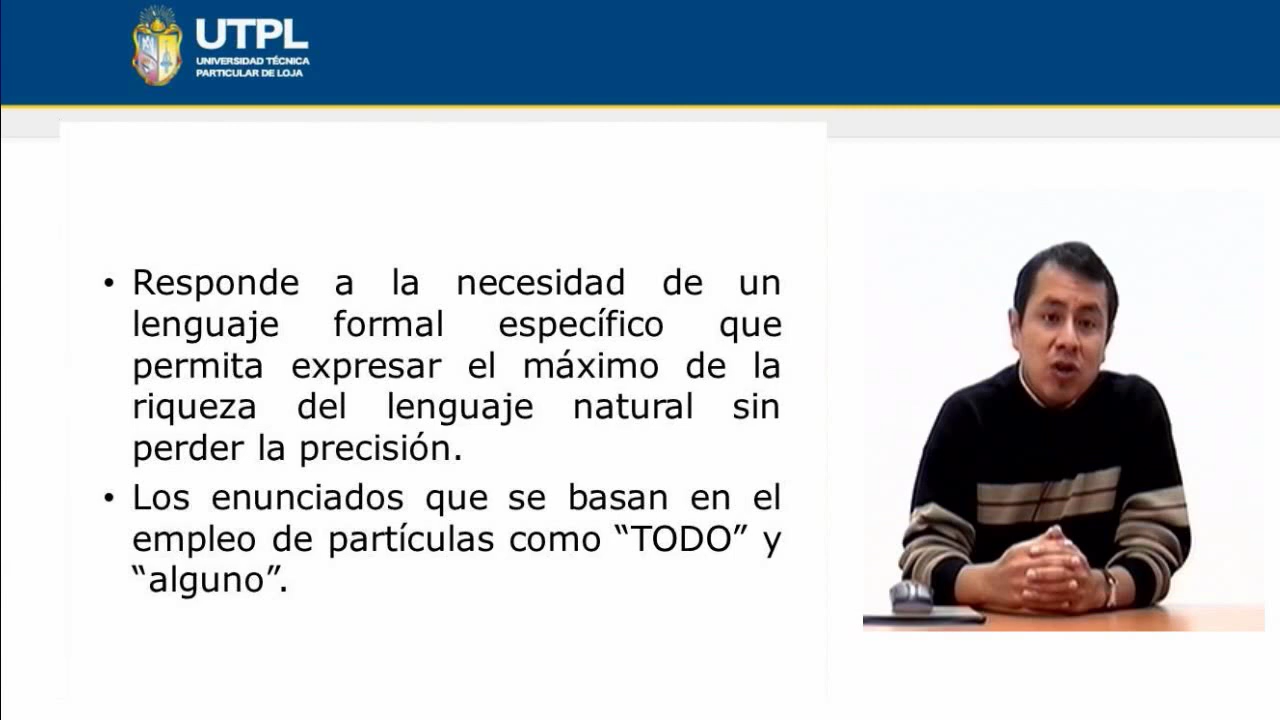 UTPL
UNIVERSIDAD TÉCNICA
PARTICULAR DE LOJA
• Responde a la necesidad de un
lenguaje formal específico que
permita expresar el máximo de la
riqueza del lenguaje natural sin
perder la precisión.
• Los enunciados que se basan en el
empleo de partículas como “TODO” y
“alguno”.